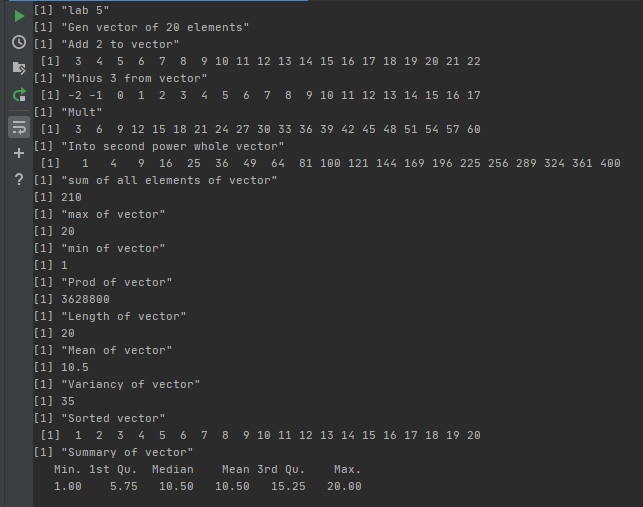 [1] "lab 5"
[1] "Gen vector of 20 elements"
[1] "Add 2 to vector"
 [1]  3  4  5  6  7  8  9 10 11 12 13 14 15 16 17 18 19 20 21 22
[1] "Minus 3 from vector"
 [1] -2 -1  0  1  2  3  4  5  6  7  8  9 10 11 12 13 14 15 16 17
[1] "Mult"
 [1]  3  6  9 12 15 18 21 24 27 30 33 36 39 42 45 48 51 54 57 60
[1] "Into second power whole vector"
 [1]   1   4   9  16  25  36  49  64  81 100 121 144 169 196 225 256 289 324 361 400
[1] "sum of all elements of vector"
[1] 210
[1] "max of vector"
[1] 20
[1] "min of vector"
[1] 1
[1] "Prod of vector"
[1] 3628800
[1] "Length of vector"
[1] 20
[1] "Mean of vector"
[1] 10.5
[1] "Variancy of vector"
[1] 35
[1] "Sorted vector"
 [1]  1  2  3  4  5  6  7  8  9 10 11 12 13 14 15 16 17 18 19 20
[1] "Summary of vector"
   Min. 1st Qu.  Median    Mean 3rd Qu.    Max.
   1.00    5.75   10.50   10.50   15.25   20.00